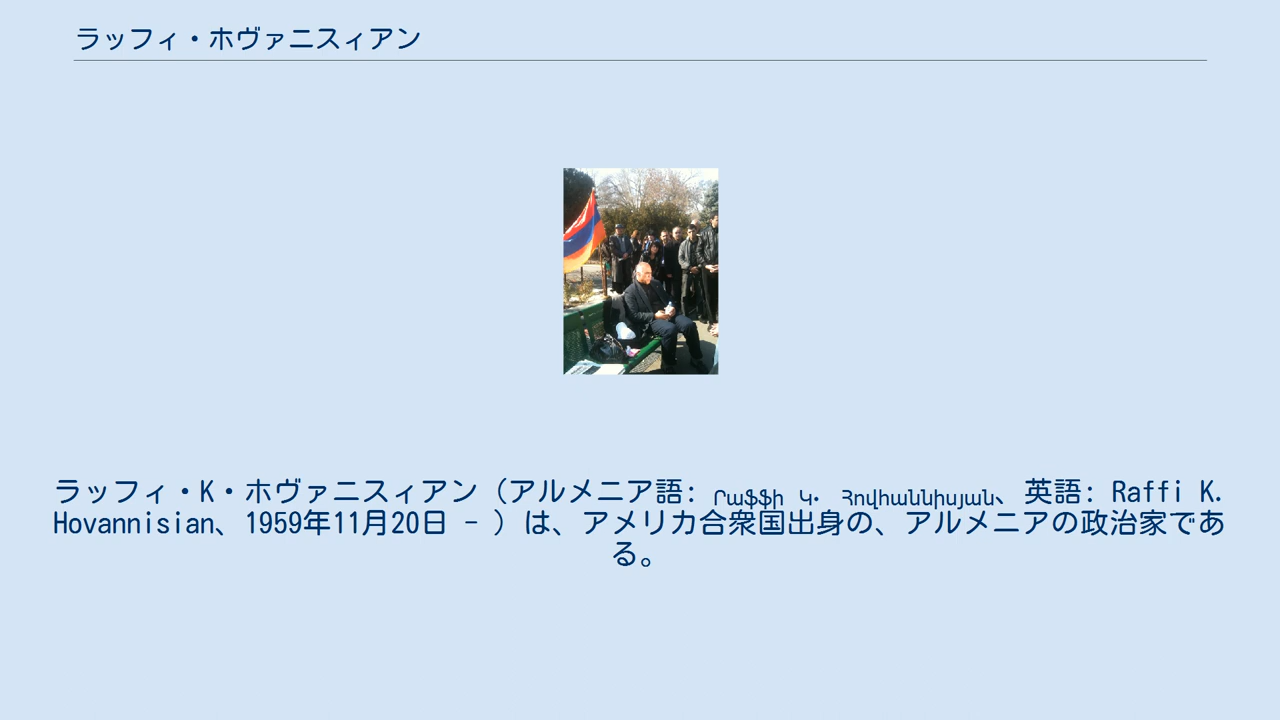 ラッフィ・ホヴァニスィアン
ラッフィ・K・ホヴァニスィアン（アルメニア語: Րաֆֆի Կ. Հովհաննիսյան、英語: Raffi K.
Hovannisian、1959年11月20日 - ）は、アメリカ合衆国出身の、アルメニアの政治家であ
る。